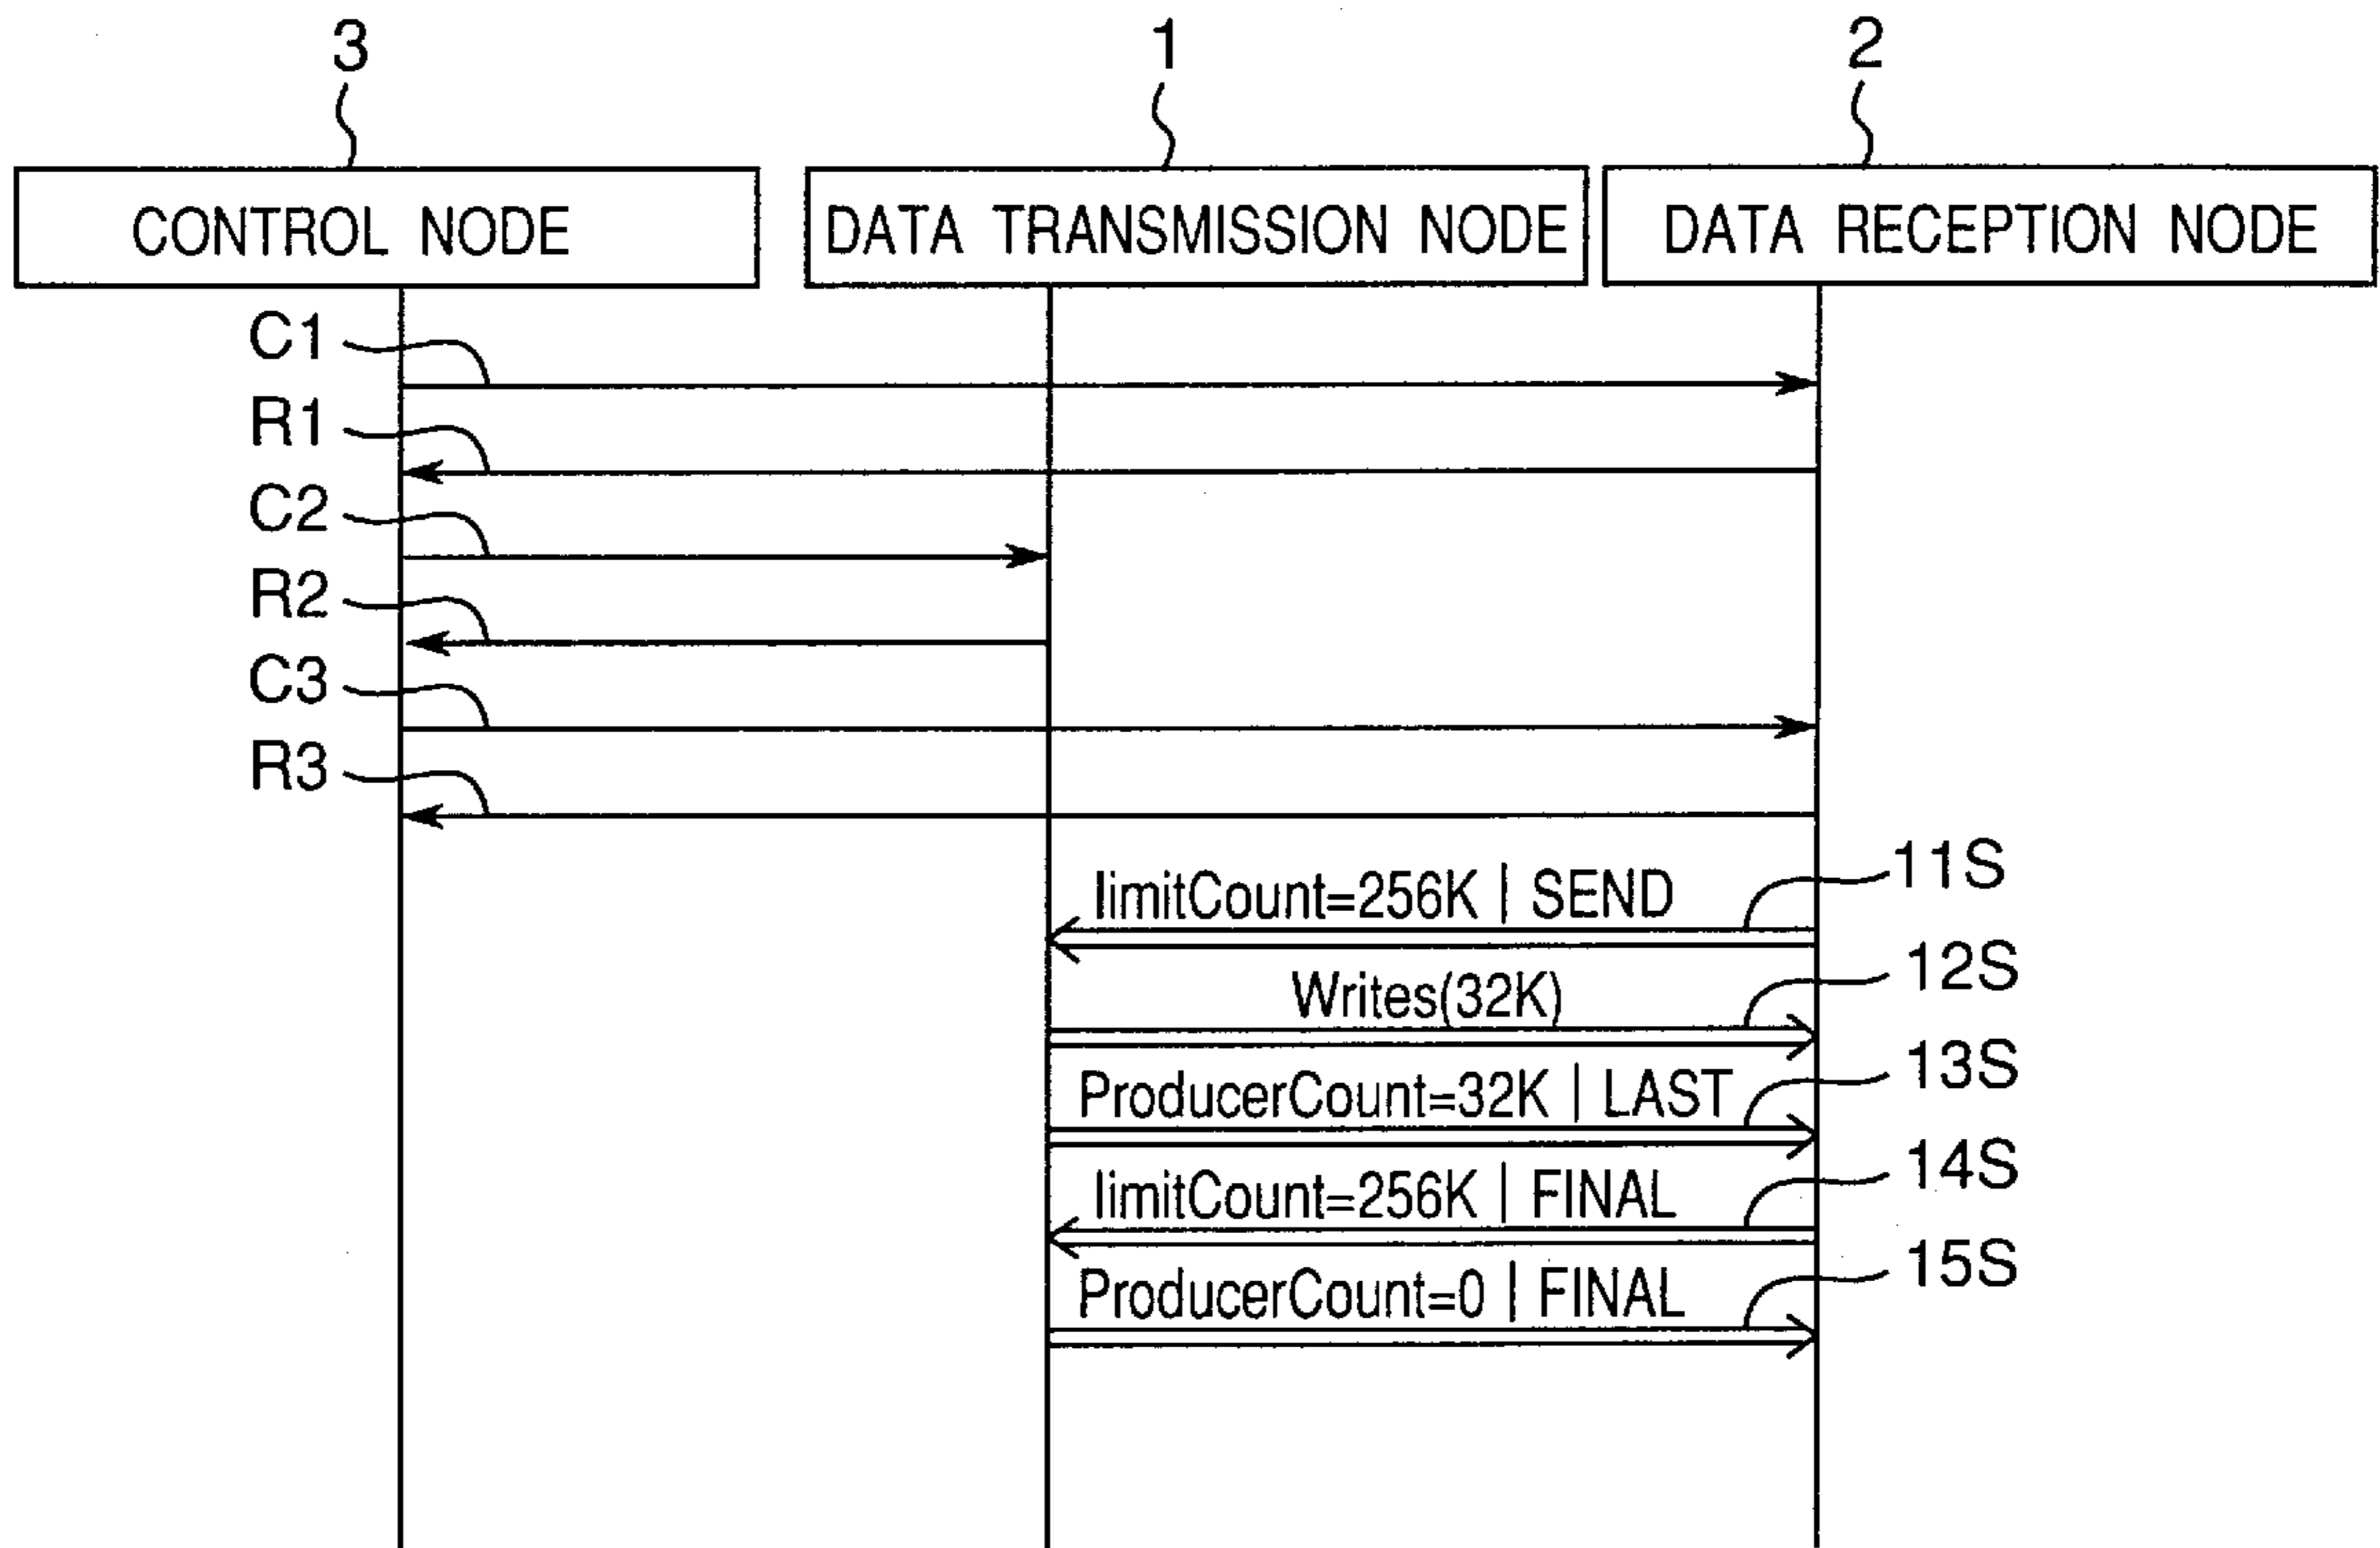 3 1 2
CONTROL NODE DATA TRANSMISSION NODE DATA RECEPTION NODE
C1
R1
C2
R2
C3
R3
limitCount=256K | SEND 11S
Writes(32K) 12S
ProducerCount=32K | LAST 13S
limitCount=256K | FINAL 14S
ProducerCount=0 | FINAL 15S